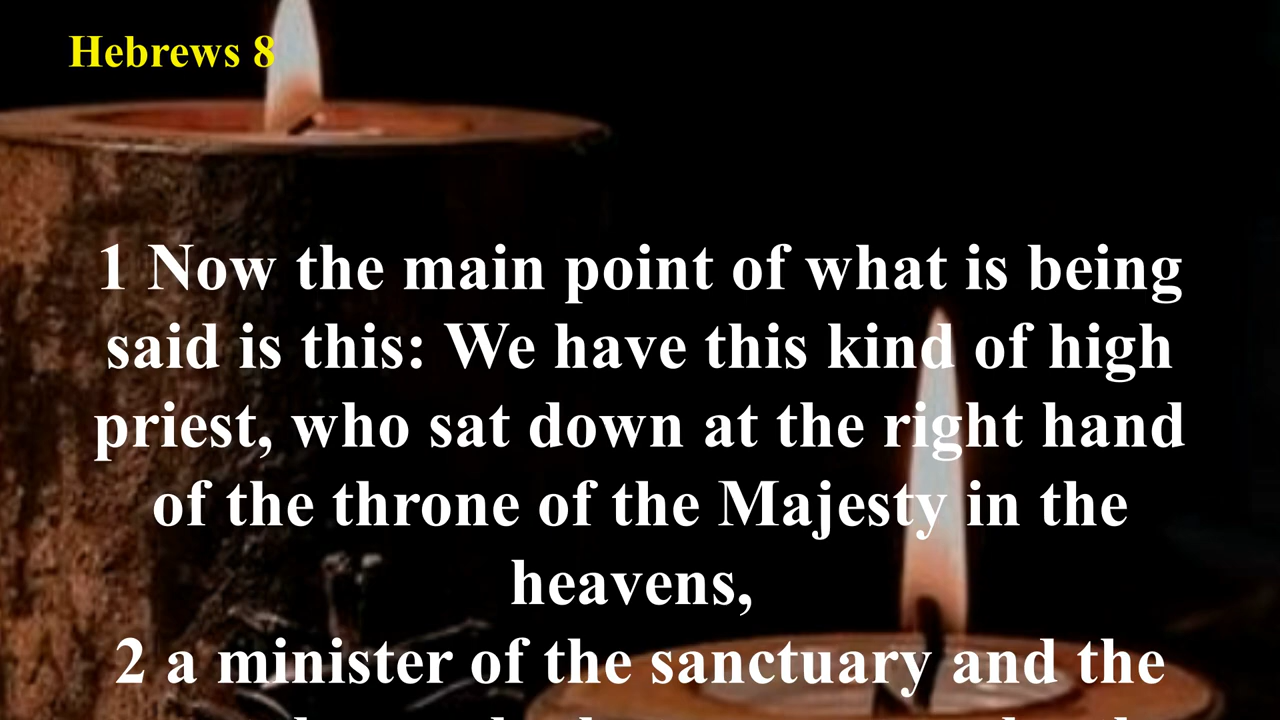 Hebrews 8
1 Now the main point of what is being
said is this: We have this kind of high
priest, who sat down at the right hand
of the throne of the Majesty in the
heavens,
2 a minister of the sanctuary and the